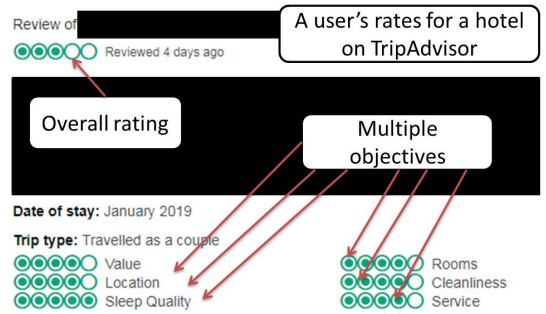 Review of
A user's rates for a hotel
on TripAdvisor
Reviewed 4 days ago
Overall rating
Multiple
objectives
Date of stay: January 2019
Trip type: Travelled as a couple
Value
Location
Sleep Quality
Rooms
Cleanliness
Service